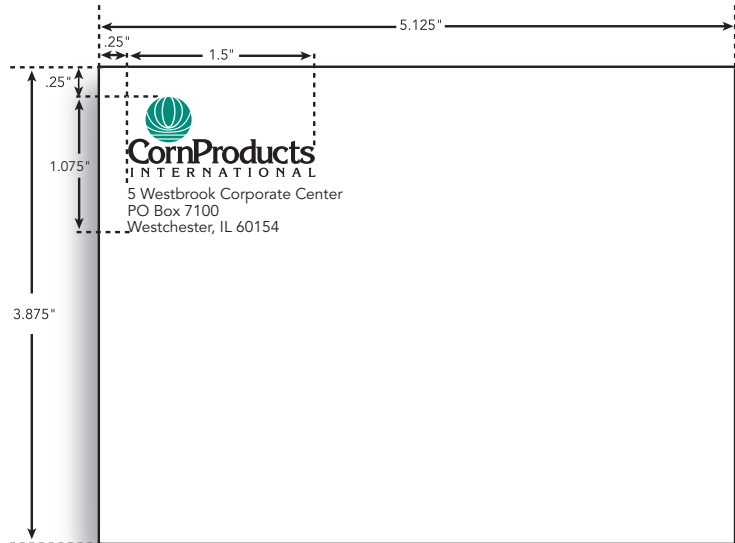 5.125"
.25"
1.5"
.25"
CornProducts
INTERNATIONAL
1.075"
5 Westbrook Corporate Center
PO Box 7100
Westchester, IL 60154
3.875"